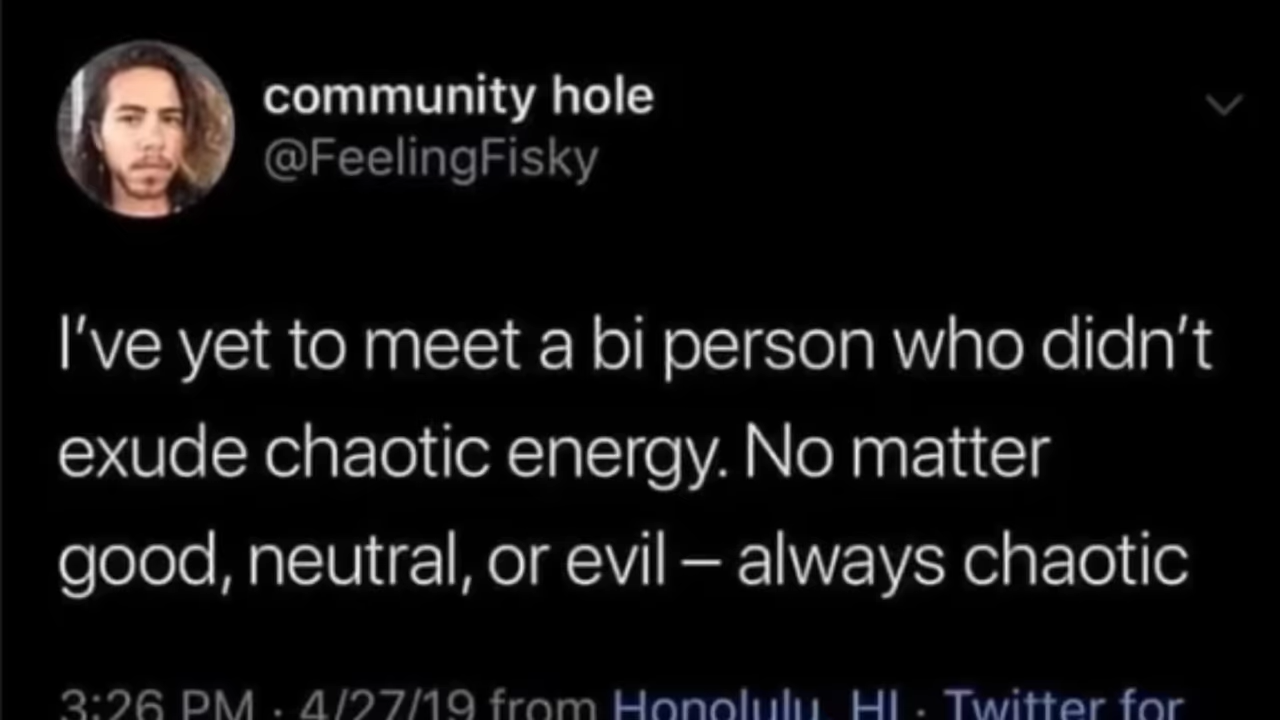 community hole
@FeelingFisky
I've yet to meet a bi person who didn't
exude chaotic energy. No matter
good, neutral, or evil – always chaotic
3:26 PM · 4/27/19 from Honolulu, HI · Twitter for